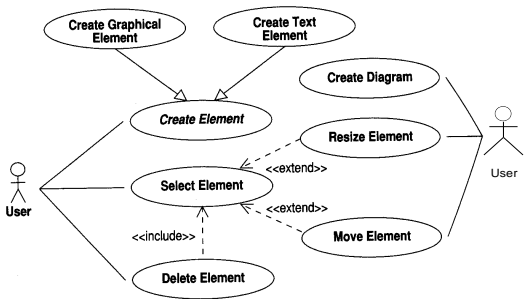 Create Graphical
Element
Create Text
Element
Create Diagram
Create Element
Resize Element
<<extend>>
User
Select Element
User
<<extend>>
<<include>>
Move Element
Delete Element